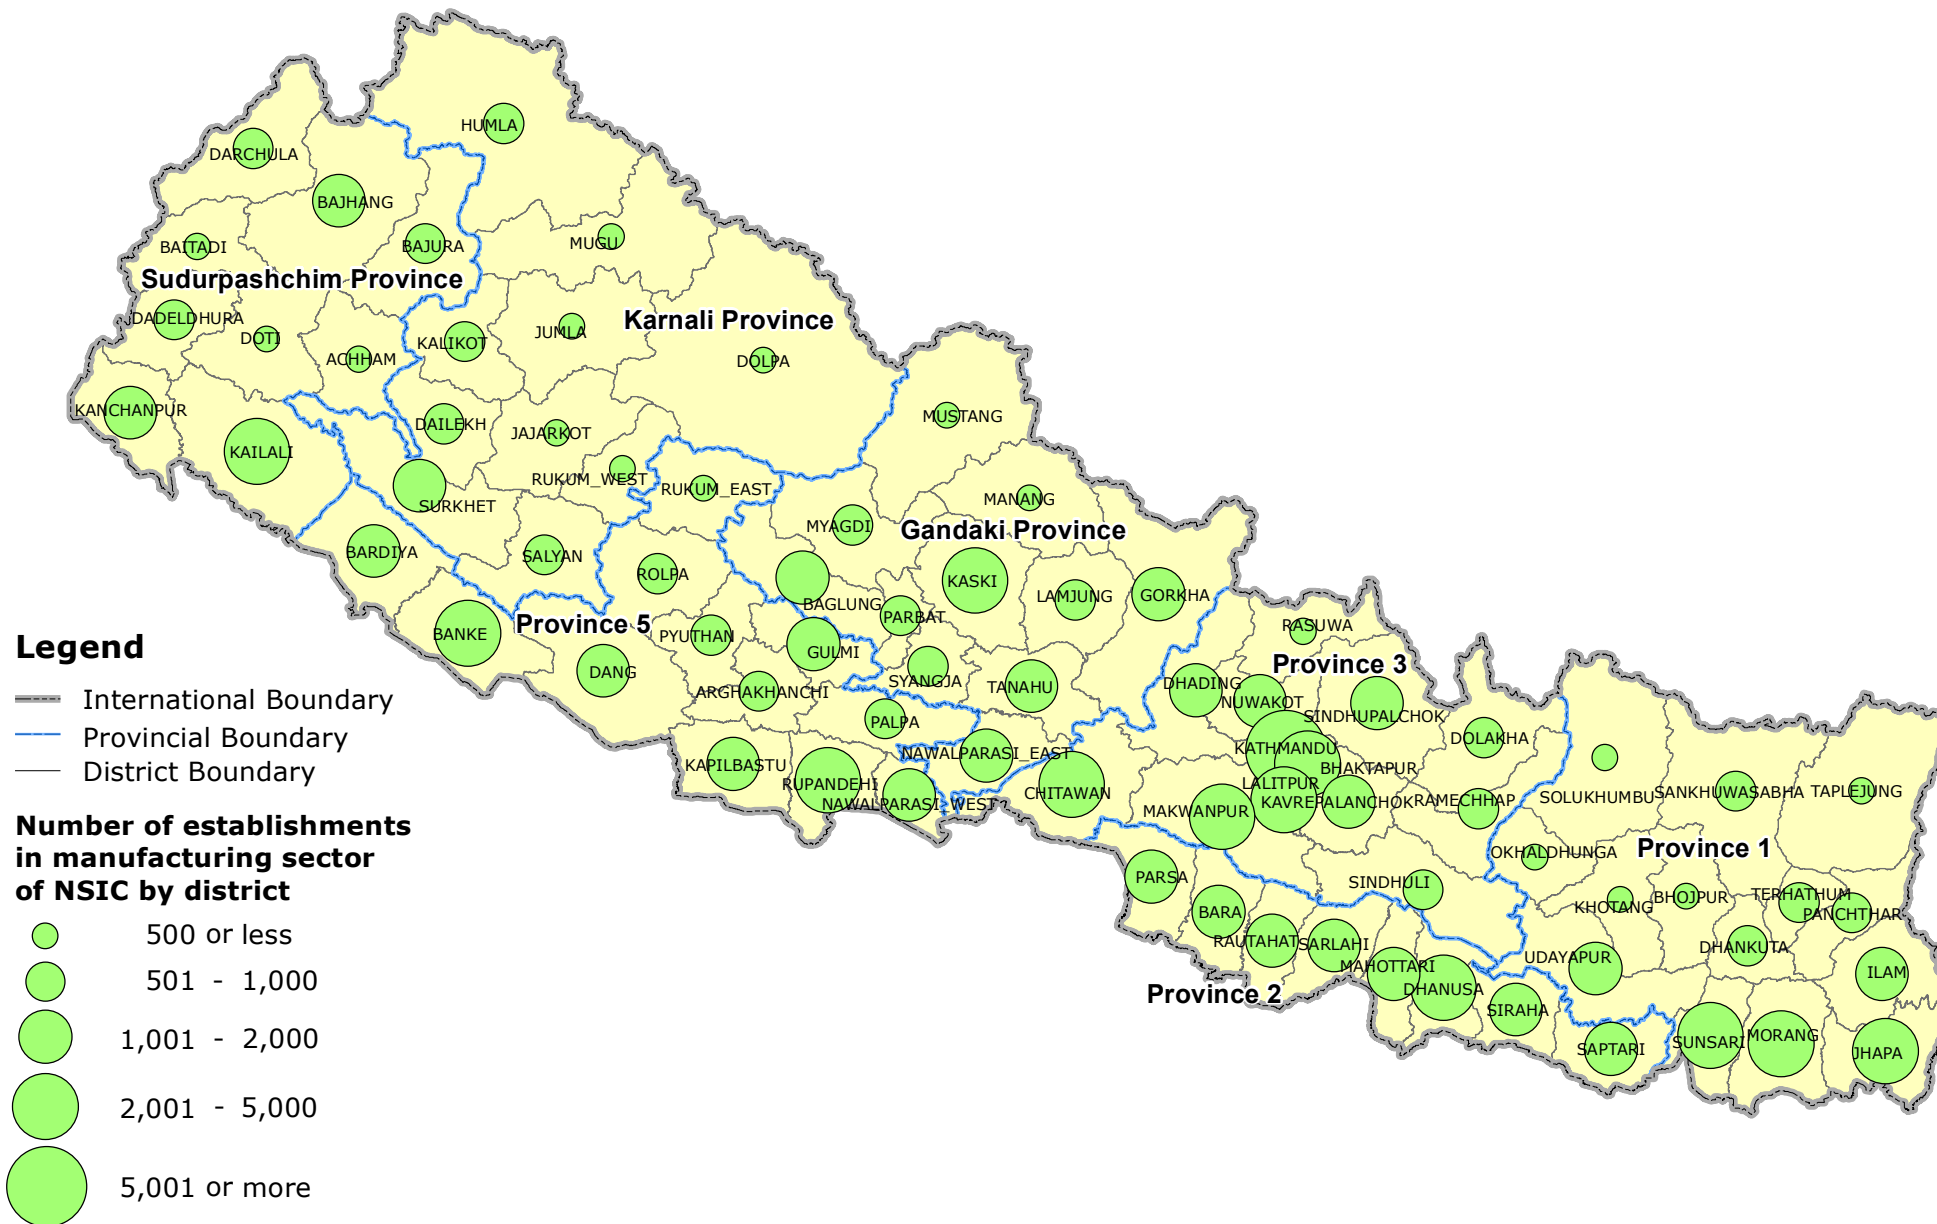 HUMLA
DARCHULA
BAJHANG
BAITADI
BAJURA
MUGU
Sudurpashchim Province
DADELDHURA
DOTI
ACHHAM
KALIKOT
JUMLA
Karnali Province
DOLPA
KANCHANPUR
KAILALI
DAILEKH
JAJARKOT
MUSTANG
RUKUM_WEST
RUKUM_EAST
SURKHET
MANANG
MYAGDI
Gandaki Province
BARDIYA
SALYAN
ROLPA
KASKI
LAMJUNG
GORKHA
BAGLUNG
PARBAT
BANKE
Province 5
PYUTHAN
GULMI
RASUWA
Province 3
DANG
ARGHAKHANCHI
SYANGJA
TANAHU
DHADING
NUWAKOT
SINDHUPALCHOK
PALPA
DOLAKHA
KATHMANDU
NAWALPARASI_EAST
BHAKTAPUR
KAPILBASTU
RUPANDEHI
LALITPUR
NAWALPARASI_WEST
CHITAWAN
MAKWANPUR
KAVREPALANCHOK
RAMECHHAP
SOLUKHUMBU
SANKHUWASABHA
TAPLEJUNG
OKHALDHUNGA
Province 1
PARSA
SINDHULI
KHOTANG
BHOJPUR
TERHATHUM
PANCHTHAR
BARA
RAUTAHAT
SARLAHI
DHANKUTA
MAHOTTARI
UDAYAPUR
ILAM
Province 2
DHANUSA
SIRAHA
SAPTARI
SUNSARI
MORANG
JHAPA
Legend
International Boundary
Provincial Boundary
District Boundary
Number of establishments
in manufacturing sector
of NSIC by district
500 or less
501 - 1,000
1,001 - 2,000
2,001 - 5,000
5,001 or more